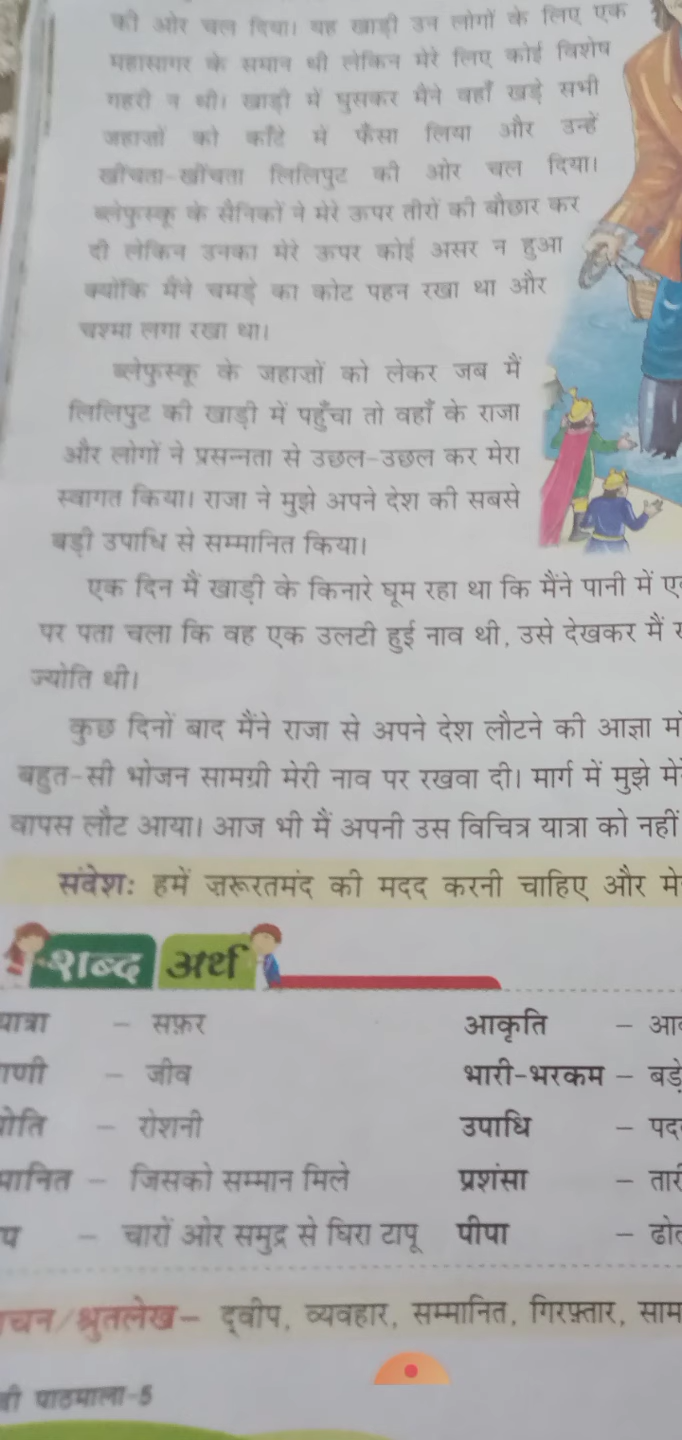 की ओर चल दिया। यह खाड़ी उन लोगों के लिए एक
महासागर के समान थी लेकिन मेरे लिए कोई विशेष
गहरी न थी। खाड़ी में घुसकर मैंने वहाँ खड़े सभी
जहाज़ों को काँटे में फँसा लिया और उन्हें
खींचता-खींचता लिलिपुट की ओर चल दिया।
ब्लेफुस्कू के सैनिकों ने मेरे ऊपर तीरों की बौछार कर
दी लेकिन उनका मेरे ऊपर कोई असर न हुआ
क्योंकि मैंने चमड़े का कोट पहन रखा था और
चश्मा लगा रखा था।
ब्लेफुस्कू के जहाज़ों को लेकर जब मैं
लिलिपुट की खाड़ी में पहुँचा तो वहाँ के राजा
और लोगों ने प्रसन्नता से उछल-उछल कर मेरा
स्वागत किया। राजा ने मुझे अपने देश की सबसे
बड़ी उपाधि से सम्मानित किया।
एक दिन मैं खाड़ी के किनारे घूम रहा था कि मैंने पानी में
पर पता चला कि वह एक उलटी हुई नाव थी, उसे देखकर मैं
ज्योति थी।
कुछ दिनों बाद मैंने राजा से अपने देश लौटने की आज्ञा
बहुत-सी भोजन सामग्री मेरी नाव पर रखवा दी। मार्ग में मुझे
वापस लौट आया। आज भी मैं अपनी उस विचित्र यात्रा को नहीं
संदेश: हमें ज़रूरतमंद की मदद करनी चाहिए और
शब्द अर्थ
यात्रा – सफ़र आकृति –
णी – जीव भारी-भरकम – बड़े
ोति – रोशनी उपाधि – पद
मानित – जिसको सम्मान मिले प्रशंसा –
प – चारों ओर समुद्र से घिरा टापू पीपा –
चन/श्रुतलेख– द्वीप, व्यवहार, सम्मानित, गिरफ़्तार,
दी पाठमाला-5